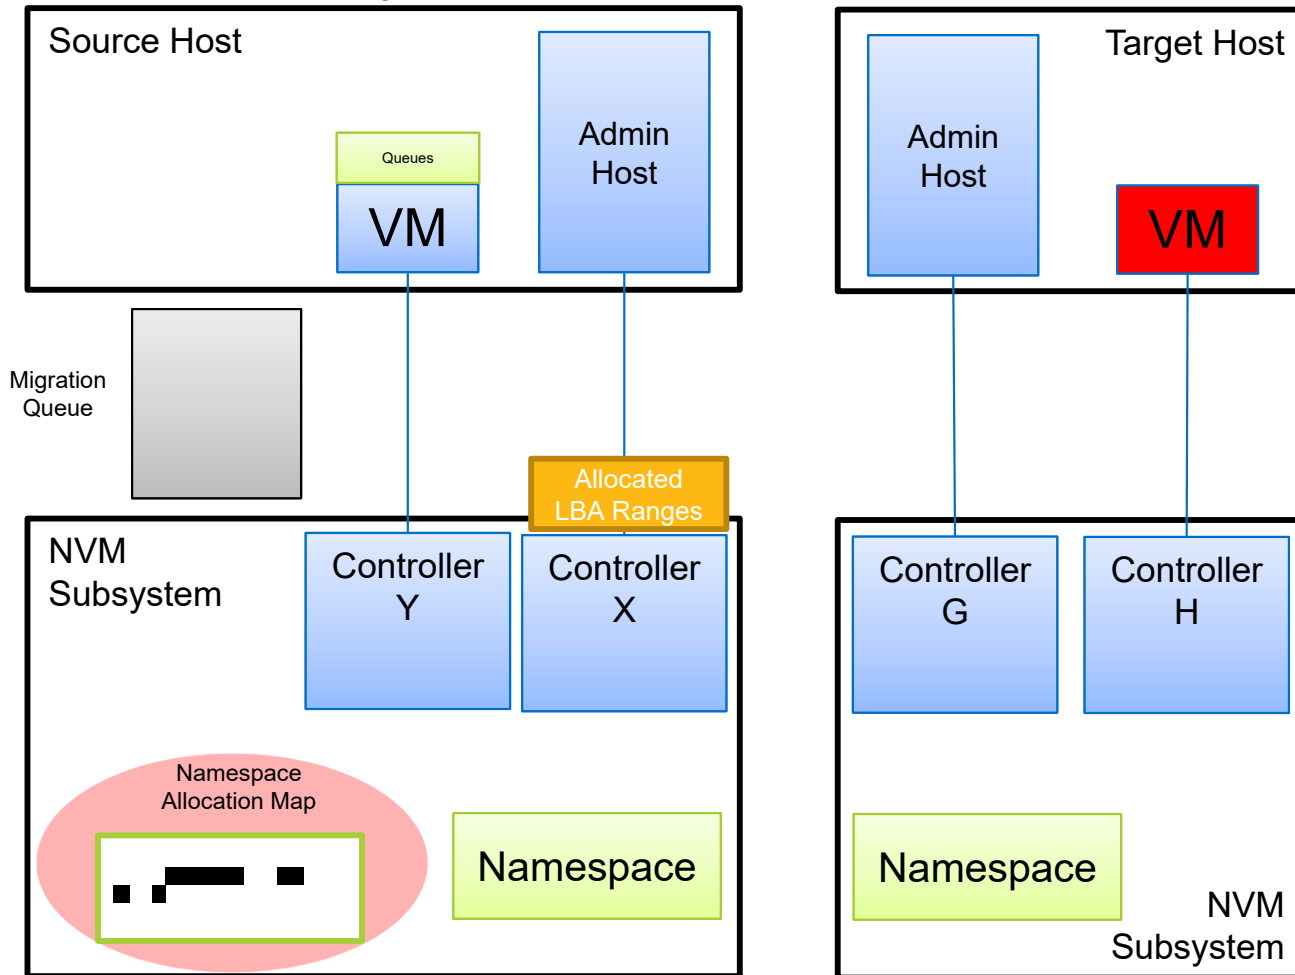 Source Host
Queues
VM
Admin
Host
Target Host
Admin
Host
VM
Migration
Queue
Allocated
LBA Ranges
NVM
Subsystem
Controller
Y
Controller
X
Controller
G
Controller
H
Namespace
Allocation Map
Namespace
Namespace
NVM
Subsystem